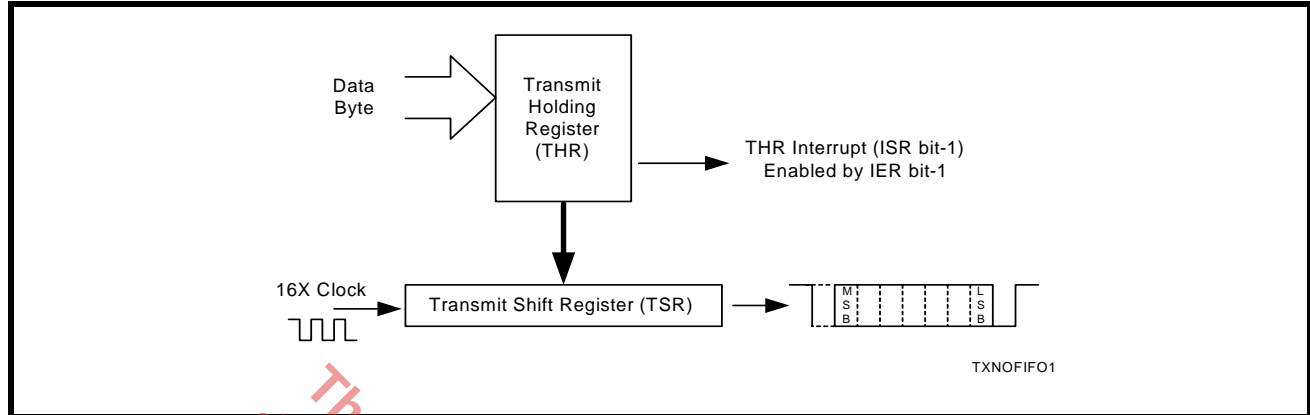 Data
Byte
Transmit
Holding
Register
(THR)
THR Interrupt (ISR bit-1)
Enabled by IER bit-1
16X Clock
Transmit Shift Register (TSR)
M
S
B
L
S
B
TXNOFIFO1
Th